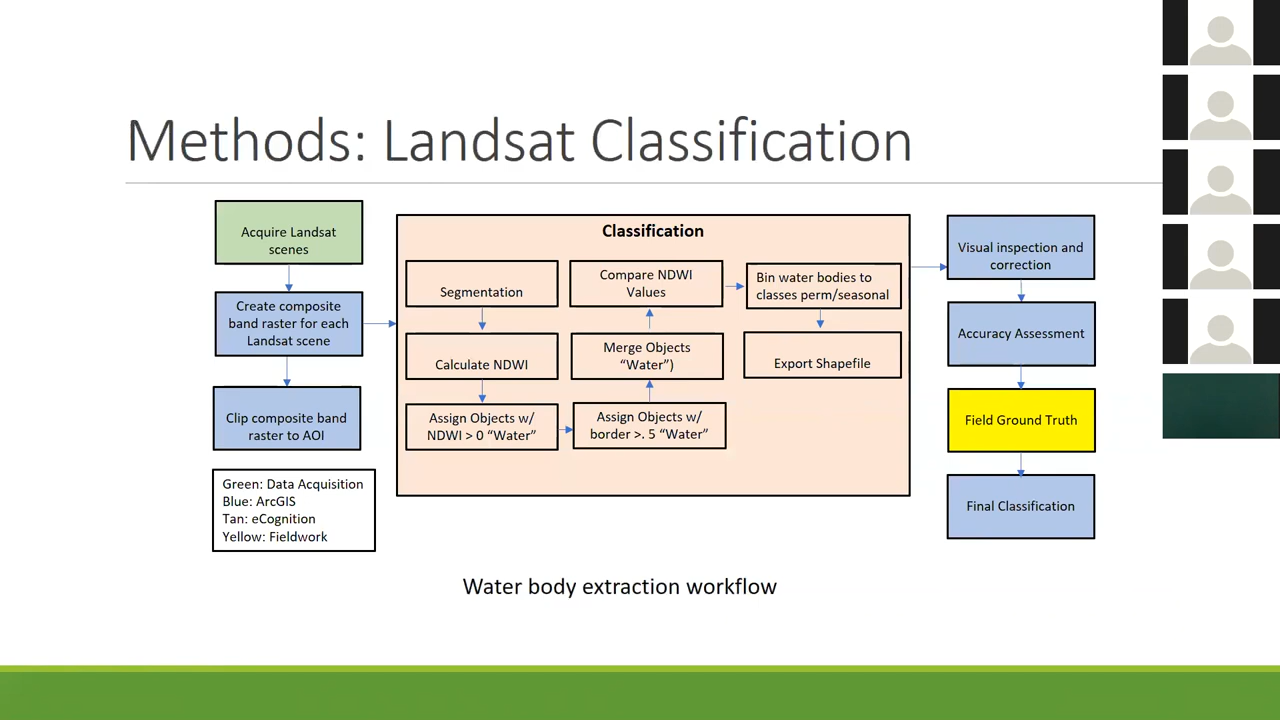 Methods: Landsat Classification
Acquire Landsat
scenes
Create composite
band raster for each
Landsat scene
Clip composite band
raster to AOI
Green: Data Acquisition
Blue: ArcGIS
Tan: eCognition
Yellow: Fieldwork
Classification
Segmentation
Calculate NDWI
Assign Objects w/
NDWI > 0 “Water”
Assign Objects w/
border >. 5 “Water”
Merge Objects
“Water”)
Compare NDWI
Values
Bin water bodies to
classes perm/seasonal
Export Shapefile
Visual inspection and
correction
Accuracy Assessment
Field Ground Truth
Final Classification
Water body extraction workflow